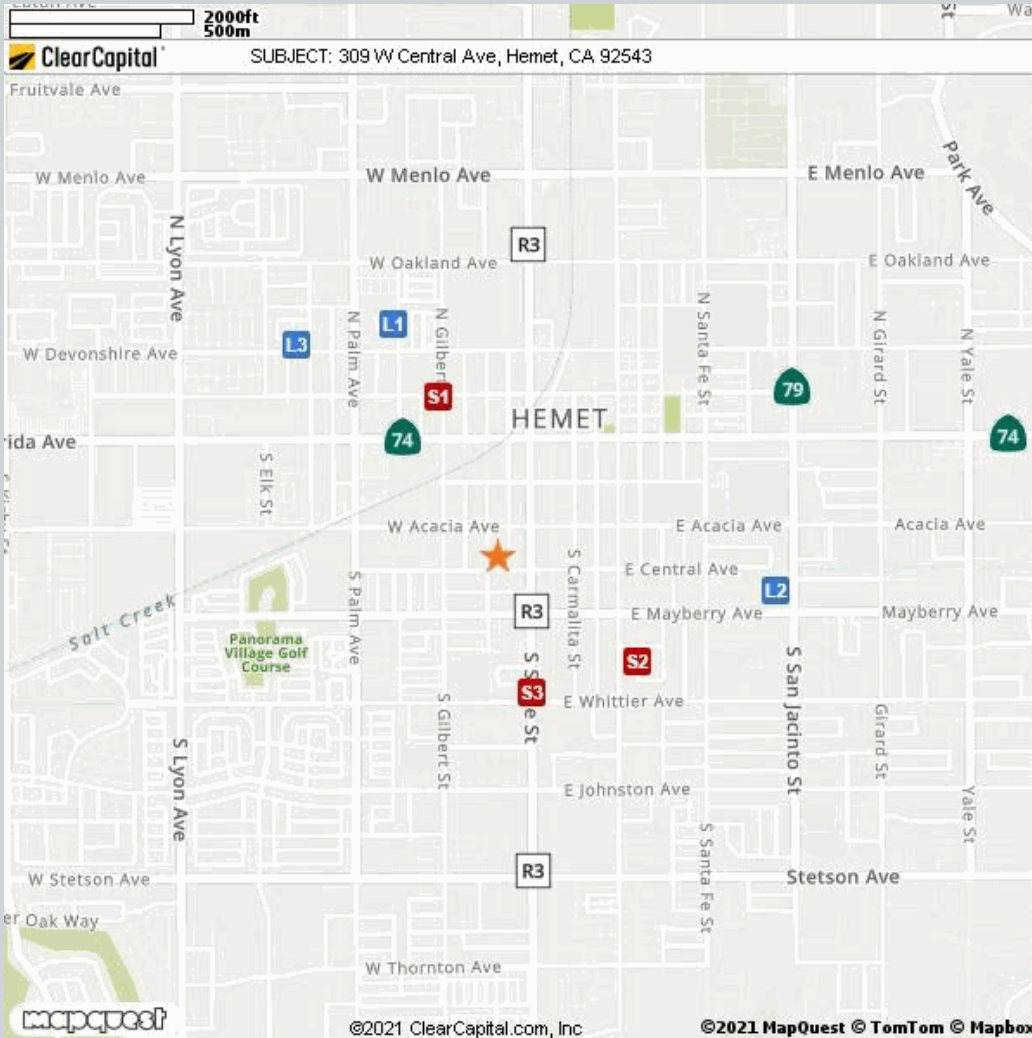 2000ft
500m
ClearCapital
SUBJECT: 309 W Central Ave, Hemet, CA 92543
Fruitvale Ave
W Menlo Ave
W Menlo Ave
E Menlo Ave
Park Ave
N Lyon Ave
R3
W Oakland Ave
E Oakland Ave
L1
L3
N Palm Ave
N Gilbert
N Santa Fe St
N Girard St
N Yale St
W Devonshire Ave
S1
79
HEMET
74
74
rida Ave
S Elk St
W Acacia Ave
E Acacia Ave
Acacia Ave
S Palm Ave
S Carmalita St
E Central Ave
L2
R3
E Mayberry Ave
Mayberry Ave
Salt Creek
Panorama
Village Golf
Course
S2
S3
S S e St
S San Jacinto St
E Whittier Ave
S Gilbert St
Girard St
S Lyon Ave
E Johnston Ave
Yale St
S Santa Fe St
R3
W Stetson Ave
Stetson Ave
er Oak Way
W Thornton Ave
mapquest
©2021 ClearCapital.com, Inc
©2021 MapQuest © TomTom © Mapbox